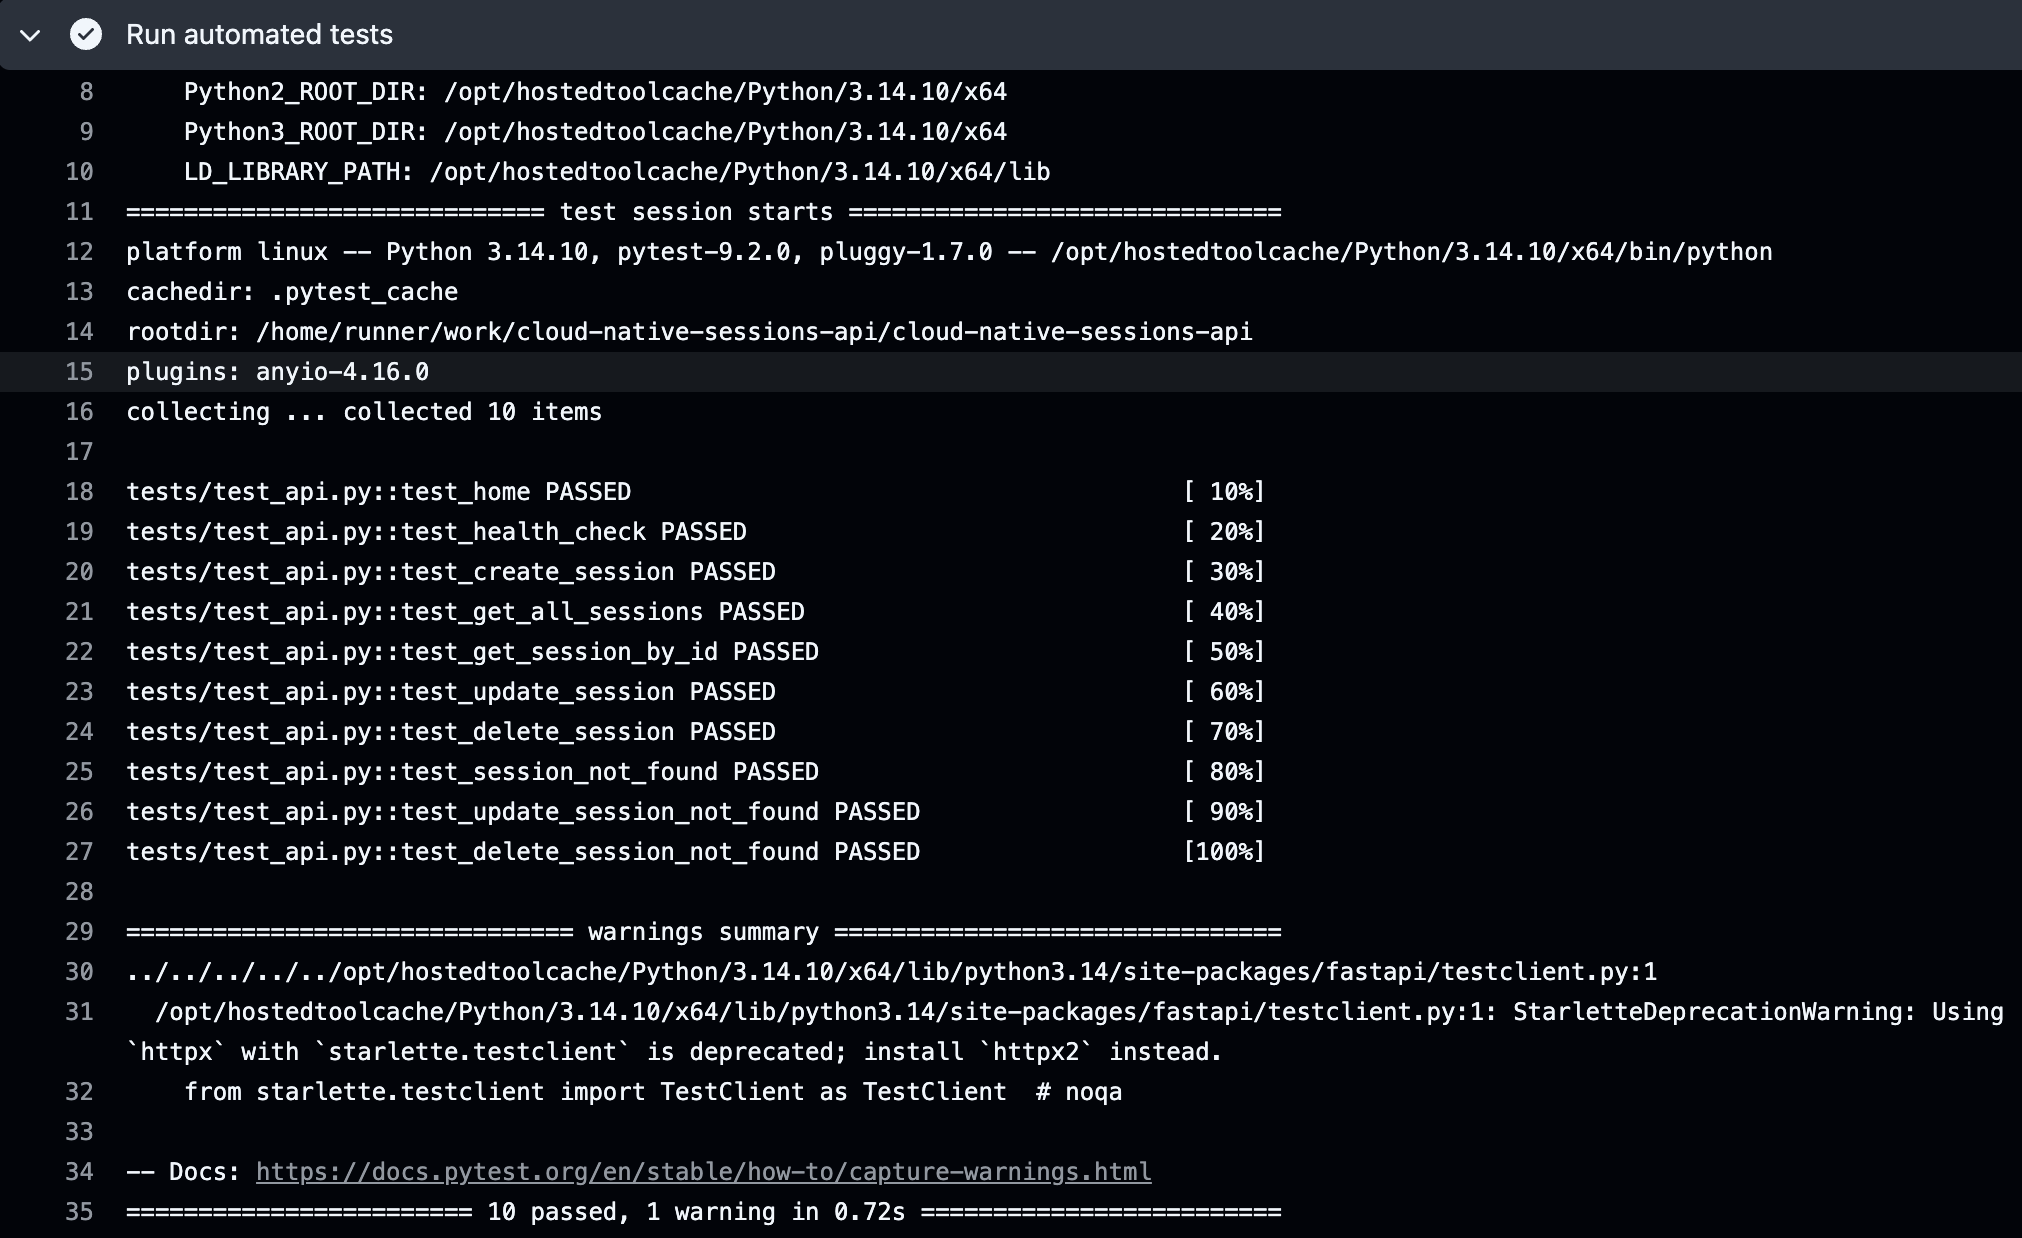 Run automated tests
8 Python2_ROOT_DIR: /opt/hostedtoolcache/Python/3.14.10/x64
9 Python3_ROOT_DIR: /opt/hostedtoolcache/Python/3.14.10/x64
10 LD_LIBRARY_PATH: /opt/hostedtoolcache/Python/3.14.10/x64/lib
11 ============================= test session starts ==============================
12 platform linux -- Python 3.14.10, pytest-9.2.0, pluggy-1.7.0 -- /opt/hostedtoolcache/Python/3.14.10/x64/bin/python
13 cachedir: .pytest_cache
14 rootdir: /home/runner/work/cloud-native-sessions-api/cloud-native-sessions-api
15 plugins: anyio-4.16.0
16 collecting ... collected 10 items
17
18 tests/test_api.py::test_home PASSED [ 10%]
19 tests/test_api.py::test_health_check PASSED [ 20%]
20 tests/test_api.py::test_create_session PASSED [ 30%]
21 tests/test_api.py::test_get_all_sessions PASSED [ 40%]
22 tests/test_api.py::test_get_session_by_id PASSED [ 50%]
23 tests/test_api.py::test_update_session PASSED [ 60%]
24 tests/test_api.py::test_delete_session PASSED [ 70%]
25 tests/test_api.py::test_session_not_found PASSED [ 80%]
26 tests/test_api.py::test_update_session_not_found PASSED [ 90%]
27 tests/test_api.py::test_delete_session_not_found PASSED [100%]
28
29 =============================== warnings summary ===============================
30 ../../../../../opt/hostedtoolcache/Python/3.14.10/x64/lib/python3.14/site-packages/fastapi/testclient.py:1
31 /opt/hostedtoolcache/Python/3.14.10/x64/lib/python3.14/site-packages/fastapi/testclient.py:1: StarletteDeprecationWarning: Using
`httpx` with `starlette.testclient` is deprecated; install `httpx2` instead.
32 from starlette.testclient import TestClient as TestClient  # noqa
33
34 -- Docs: https://docs.pytest.org/en/stable/how-to/capture-warnings.html
35 ======================== 10 passed, 1 warning in 0.72s =========================